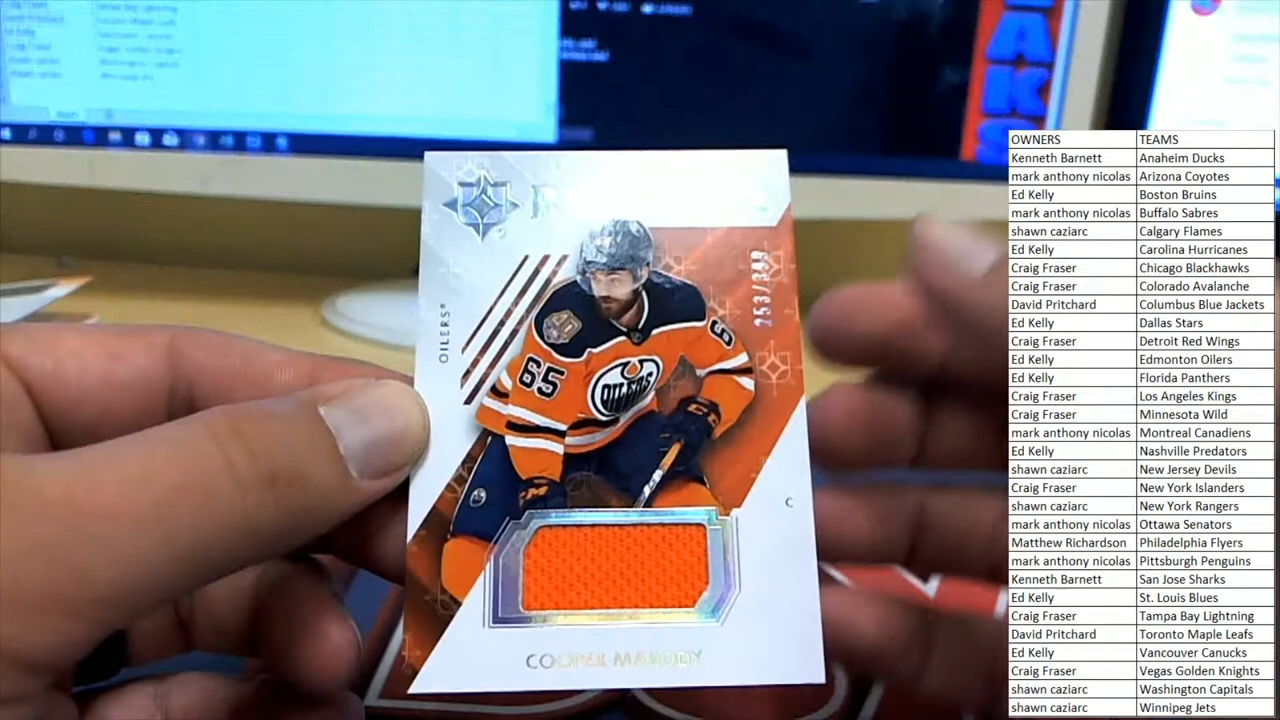 AKS
253/399
OILERS
65
6
OILERS
C
COOPER MARODY
OWNERS TEAMS
Kenneth Barnett Anaheim Ducks
mark anthony nicolas Arizona Coyotes
Ed Kelly Boston Bruins
mark anthony nicolas Buffalo Sabres
shawn caziarc Calgary Flames
Ed Kelly Carolina Hurricanes
Craig Fraser Chicago Blackhawks
Craig Fraser Colorado Avalanche
David Pritchard Columbus Blue Jackets
Ed Kelly Dallas Stars
Craig Fraser Detroit Red Wings
Ed Kelly Edmonton Oilers
Ed Kelly Florida Panthers
Craig Fraser Los Angeles Kings
Craig Fraser Minnesota Wild
mark anthony nicolas Montreal Canadiens
Ed Kelly Nashville Predators
shawn caziarc New Jersey Devils
Craig Fraser New York Islanders
shawn caziarc New York Rangers
mark anthony nicolas Ottawa Senators
Matthew Richardson Philadelphia Flyers
mark anthony nicolas Pittsburgh Penguins
Kenneth Barnett San Jose Sharks
Ed Kelly St. Louis Blues
Craig Fraser Tampa Bay Lightning
David Pritchard Toronto Maple Leafs
Ed Kelly Vancouver Canucks
Craig Fraser Vegas Golden Knights
shawn caziarc Washington Capitals
shawn caziarc Winnipeg Jets